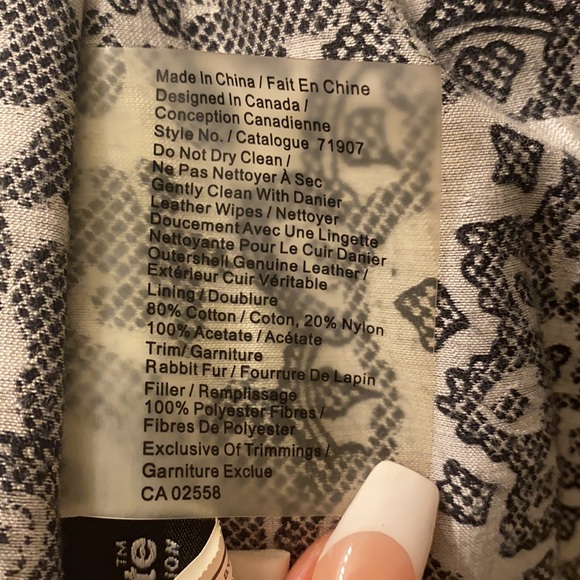 Made In China / Fait En Chine
Designed In Canada /
Conception Canadienne
Style No. / Catalogue 71907
Do Not Dry Clean /
Ne Pas Nettoyer À Sec
Gently Clean With Danier
Leather Wipes / Nettoyer
Doucement Avec Une Lingette
Nettoyante Pour Le Cuir Danier
Outershell Genuine Leather /
Extérieur Cuir Véritable
Lining / Doublure
80% Cotton / Coton, 20% Nylon
100% Acetate / Acétate
Trim/ Garniture
Rabbit Fur / Fourrure De Lapin
Filler / Remplissage
100% Polyester Fibres /
Fibres De Polyester
Exclusive Of Trimmings /
Garniture Exclue
CA 02558